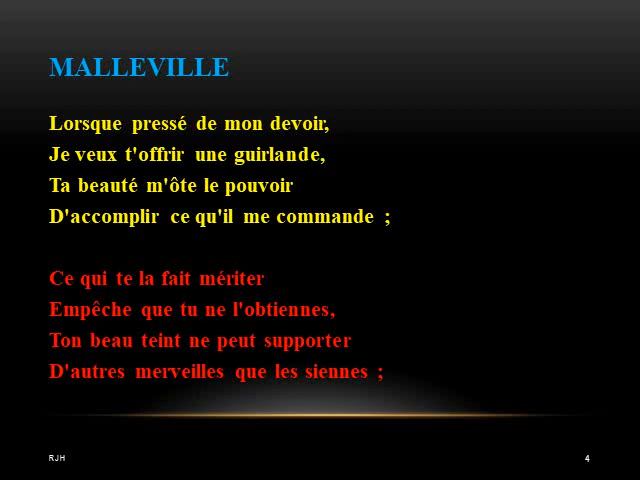 MALLEVILLE
Lorsque pressé de mon devoir,
Je veux t'offrir une guirlande,
Ta beauté m'ôte le pouvoir
D'accomplir ce qu'il me commande ;
Ce qui te la fait mériter
Empêche que tu ne l'obtiennes,
Ton beau teint ne peut supporter
D'autres merveilles que les siennes ;
RJH
4